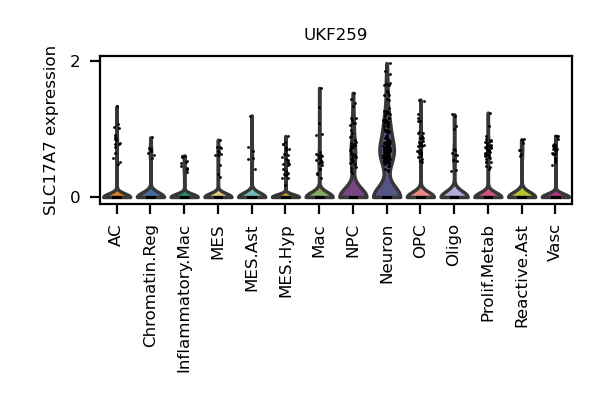 UKF259
SLC17A7 expression
2
0
AC
Chromatin.Reg
Inflammatory.Mac
MES
MES.Ast
MES.Hyp
Mac
NPC
Neuron
OPC
Oligo
Prolif.Metab
Reactive.Ast
Vasc